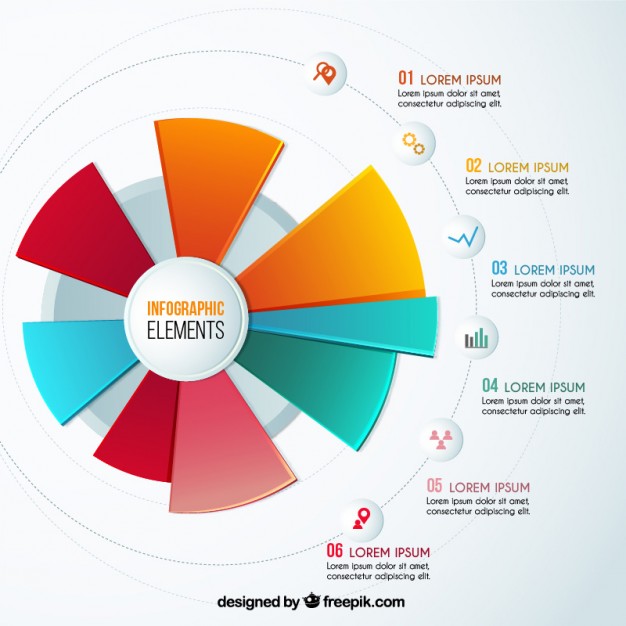 INFOGRAPHIC
ELEMENTS
01 LOREM IPSUM
Lorem ipsum dolor sit amet,
consectetur adipiscing elit.
02 LOREM IPSUM
Lorem ipsum dolor sit amet,
consectetur adipiscing elit.
03 LOREM IPSUM
Lorem ipsum dolor sit amet,
consectetur adipiscing elit.
04 LOREM IPSUM
Lorem ipsum dolor sit amet,
consectetur adipiscing elit.
05 LOREM IPSUM
Lorem ipsum dolor sit amet,
consectetur adipiscing elit.
06 LOREM IPSUM
Lorem ipsum dolor sit amet,
consectetur adipiscing elit.
designed by freepik.com